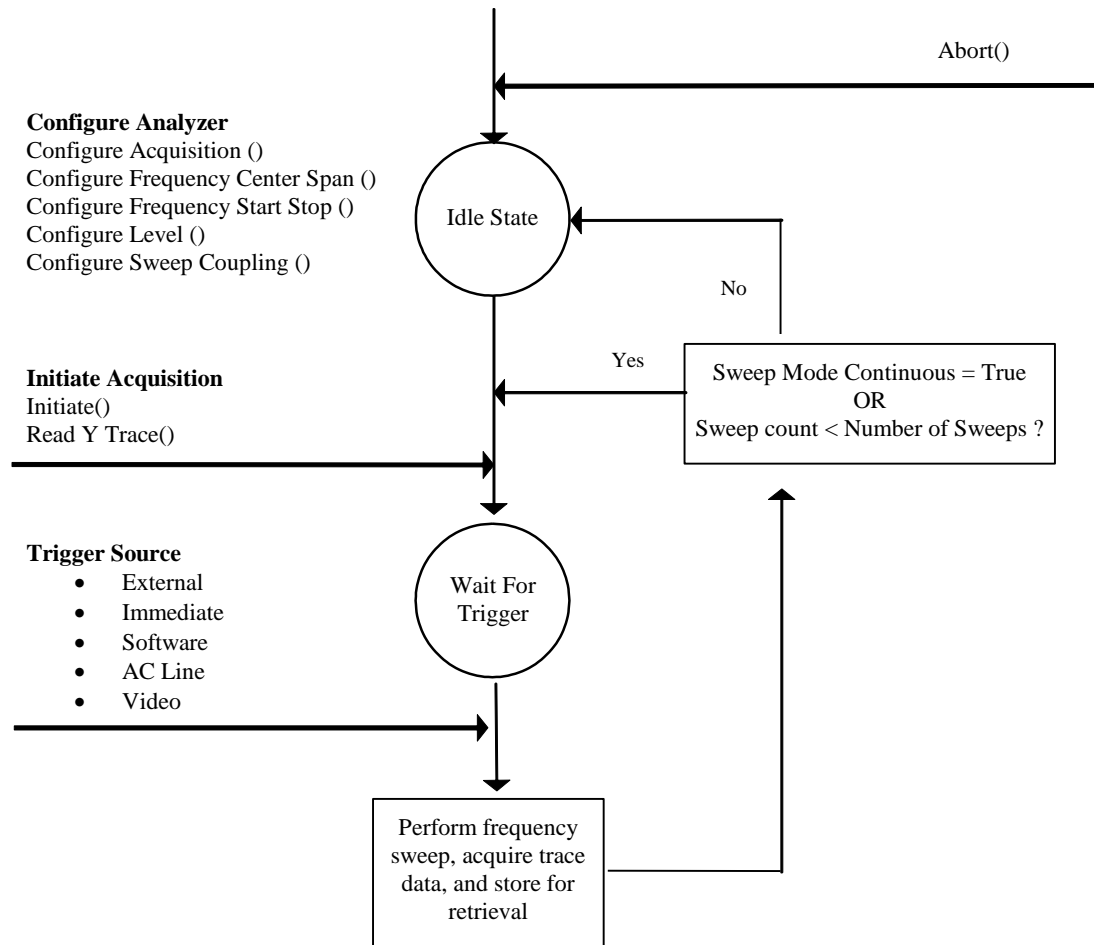 Abort()
Configure Analyzer
Configure Acquisition ()
Configure Frequency Center Span ()
Configure Frequency Start Stop ()
Configure Level ()
Configure Sweep Coupling ()
Idle State
No
Yes
Sweep Mode Continuous = True
OR
Sweep count < Number of Sweeps ?
Initiate Acquisition
Initiate()
Read Y Trace()
Trigger Source
• External
• Immediate
• Software
• AC Line
• Video
Wait For
Trigger
Perform frequency
sweep, acquire trace
data, and store for
retrieval